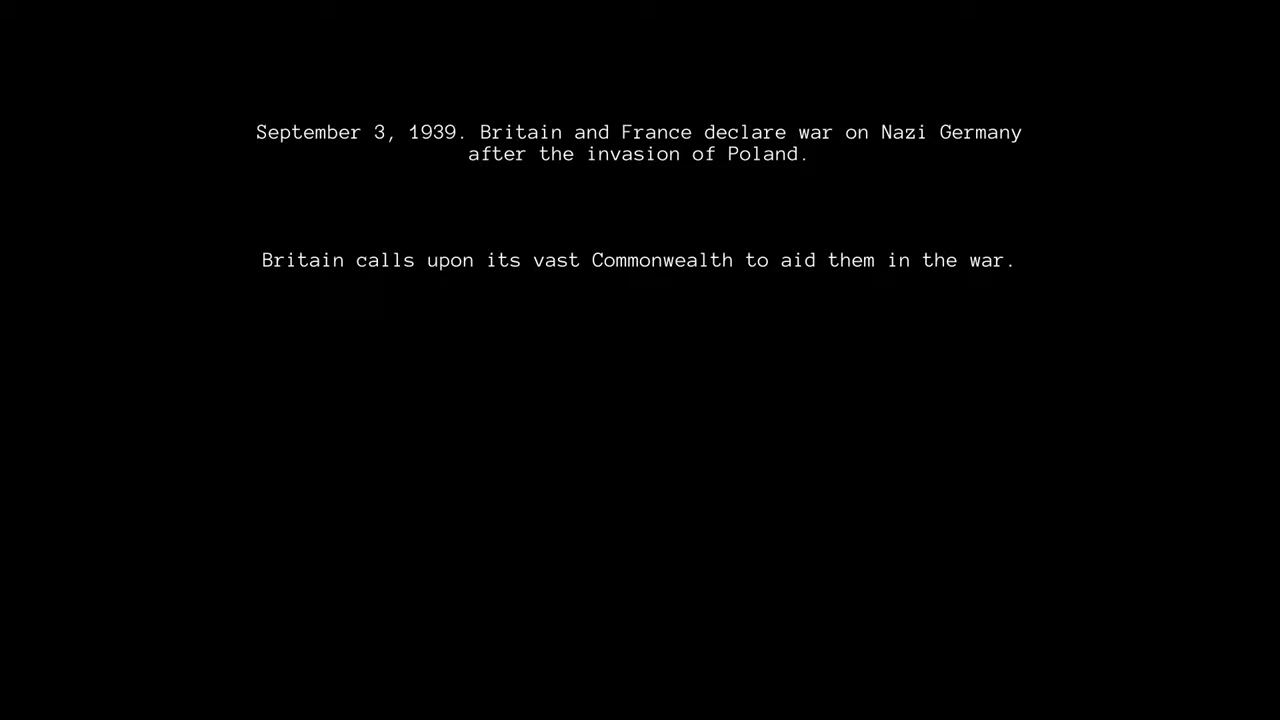 September 3, 1939. Britain and France declare war on Nazi Germany
after the invasion of Poland.
Britain calls upon its vast Commonwealth to aid them in the war.